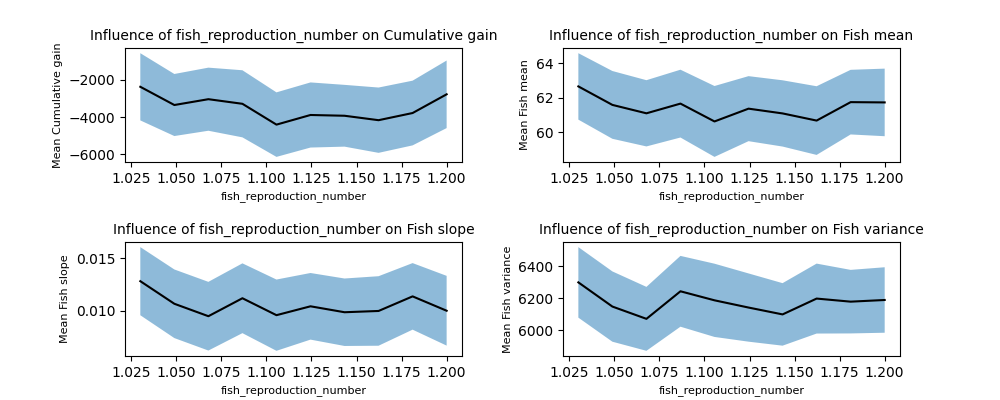 Influence of fish_reproduction_number on Cumulative gain
Mean Cumulative gain
−2000
−4000
−6000
1.025 1.050 1.075 1.100 1.125 1.150 1.175 1.200
fish_reproduction_number
Influence of fish_reproduction_number on Fish mean
Mean Fish mean
64
62
60
1.025 1.050 1.075 1.100 1.125 1.150 1.175 1.200
fish_reproduction_number
Influence of fish_reproduction_number on Fish slope
Mean Fish slope
0.015
0.010
1.025 1.050 1.075 1.100 1.125 1.150 1.175 1.200
fish_reproduction_number
Influence of fish_reproduction_number on Fish variance
Mean Fish variance
6400
6200
6000
1.025 1.050 1.075 1.100 1.125 1.150 1.175 1.200
fish_reproduction_number